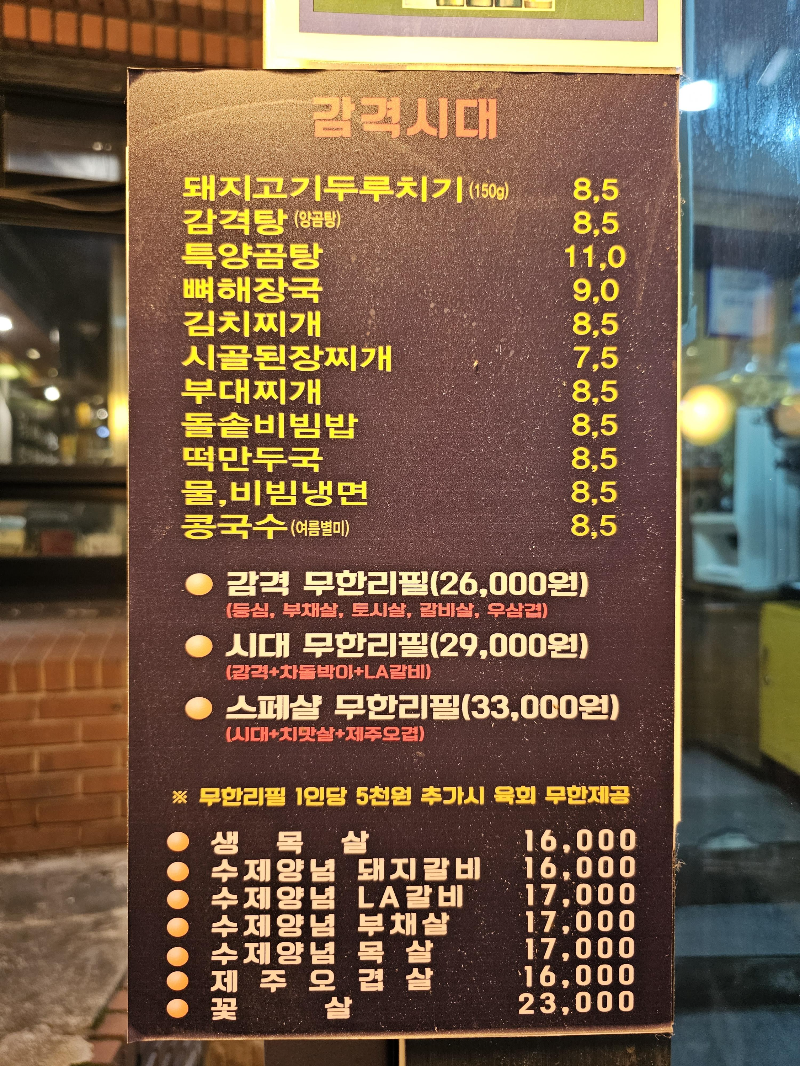 감격시대
돼지고기두루치기(150g) 8,5
감격탕(양곰탕) 8,5
특양곰탕 11,0
뼈해장국 9,0
김치찌개 8,5
시골된장찌개 7,5
부대찌개 8,5
돌솥비빔밥 8,5
떡만두국 8,5
물,비빔냉면 8,5
콩국수(여름별미) 8,5
감격 무한리필(26,000원)
(등심, 부채살, 토시살, 갈비살, 우삼겹)
시대 무한리필(29,000원)
(감격+차돌박이+LA갈비)
스페샬 무한리필(33,000원)
(시대+치맛살+제주오겹)
※ 무한리필 1인당 5천원 추가시 육회 무한제공
생 목 살 16,000
수제양념 돼지갈비 16,000
수제양념 LA갈비 17,000
수제양념 부채살 17,000
수제양념 목 살 17,000
제 주 오 겹 살 16,000
꽃 살 23,000